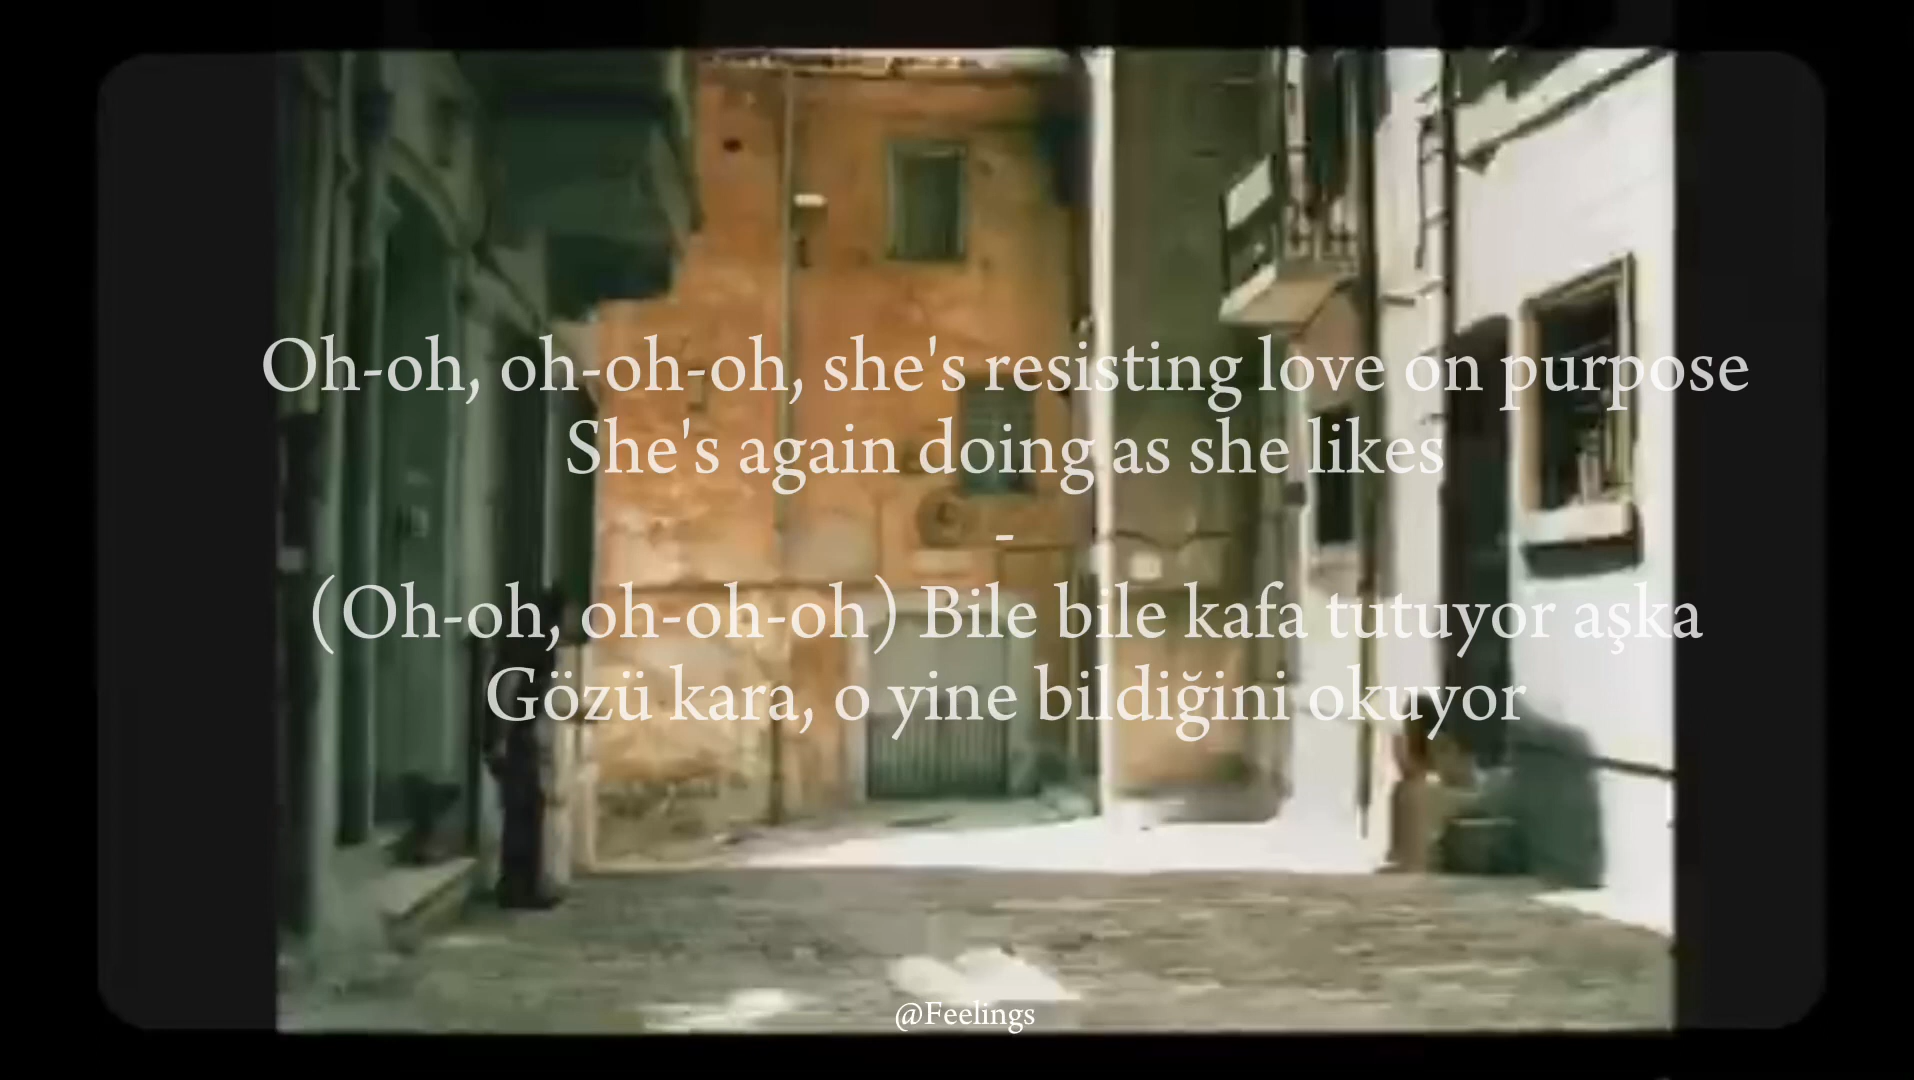 Oh-oh, oh-oh-oh, she's resisting love on purpose
She's again doing as she likes
-
(Oh-oh, oh-oh-oh) Bile bile kafa tutuyor aşka
Gözü kara, o yine bildiğini okuyor
@Feelings